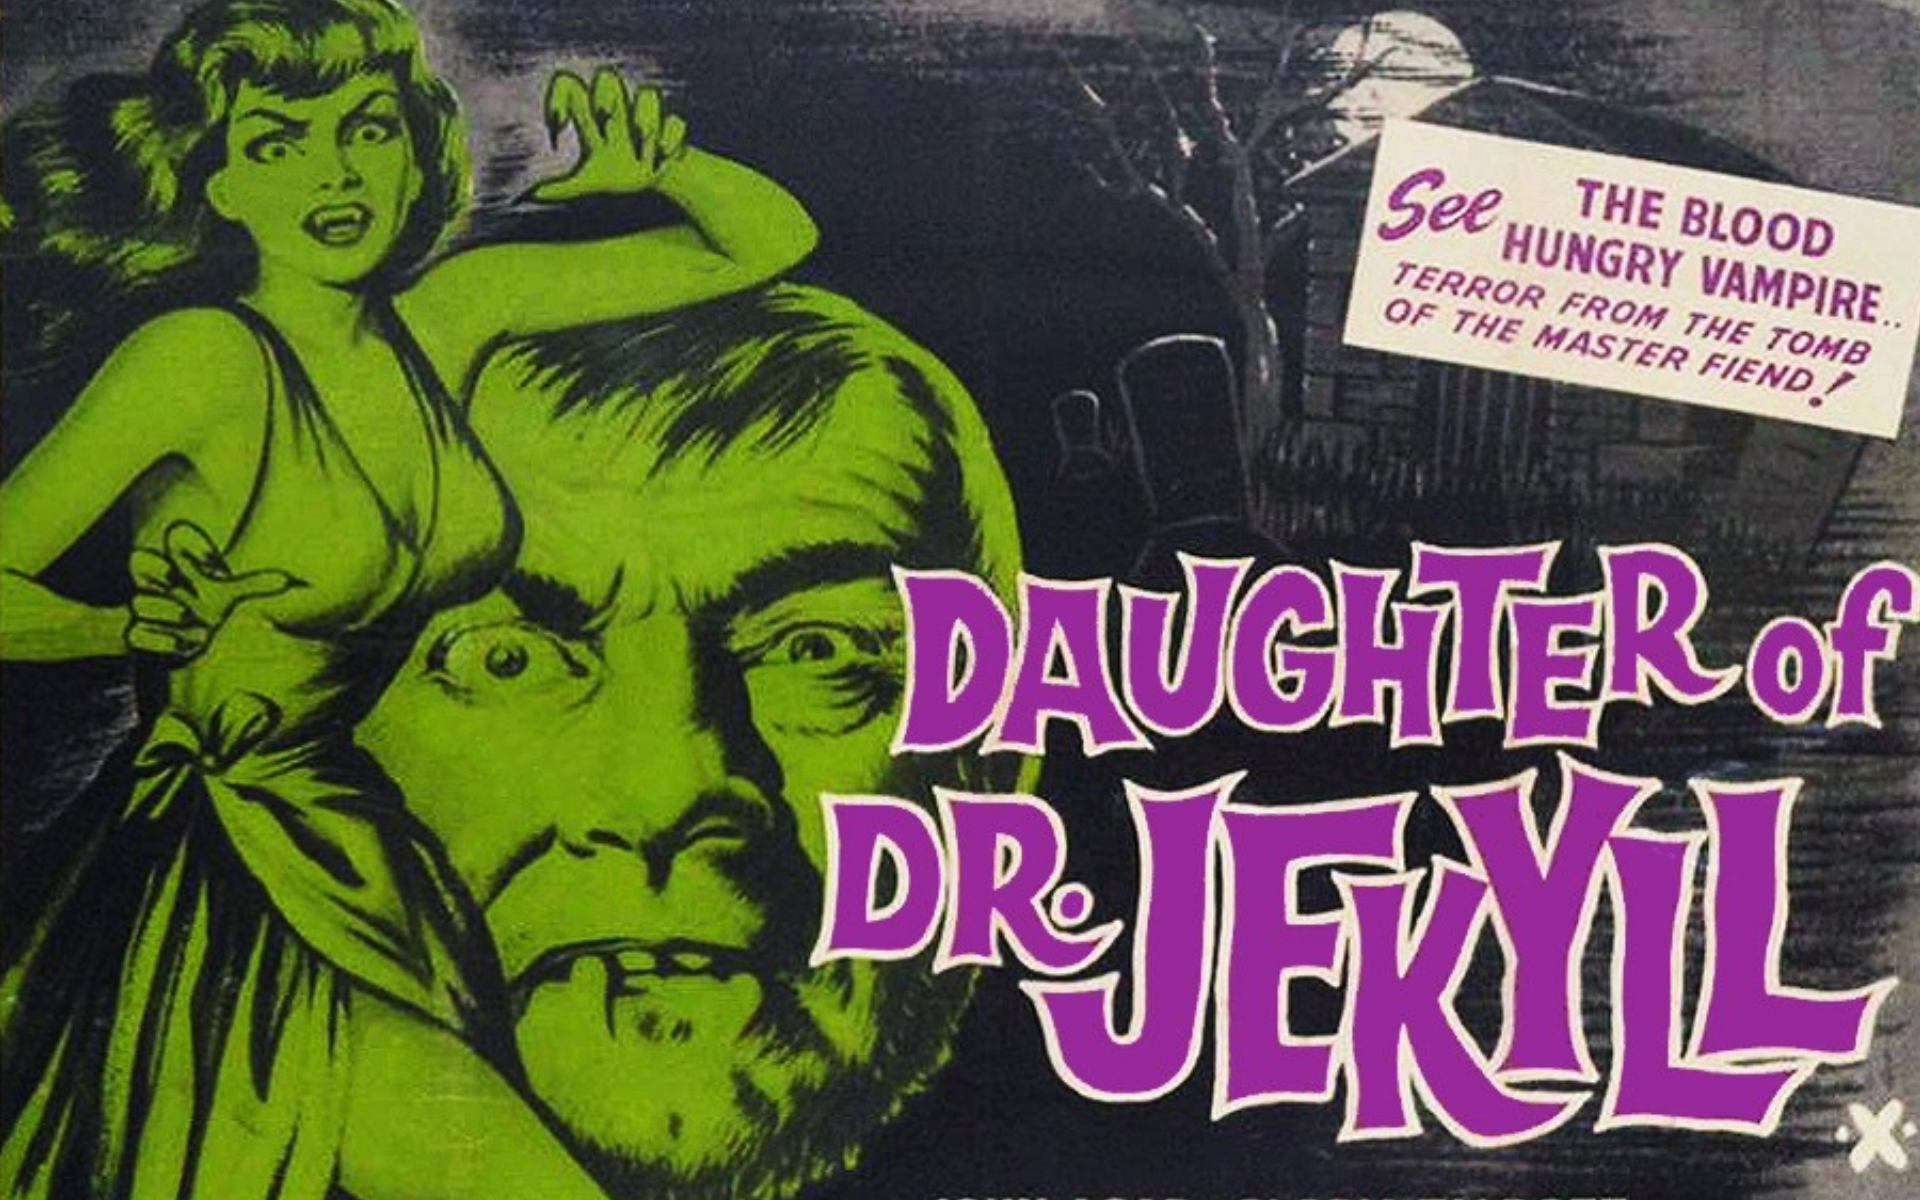 See THE BLOOD
HUNGRY VAMPIRE..
TERROR FROM THE TOMB
OF THE MASTER FIEND!
DAUGHTER of
DR. JEKYLL
X